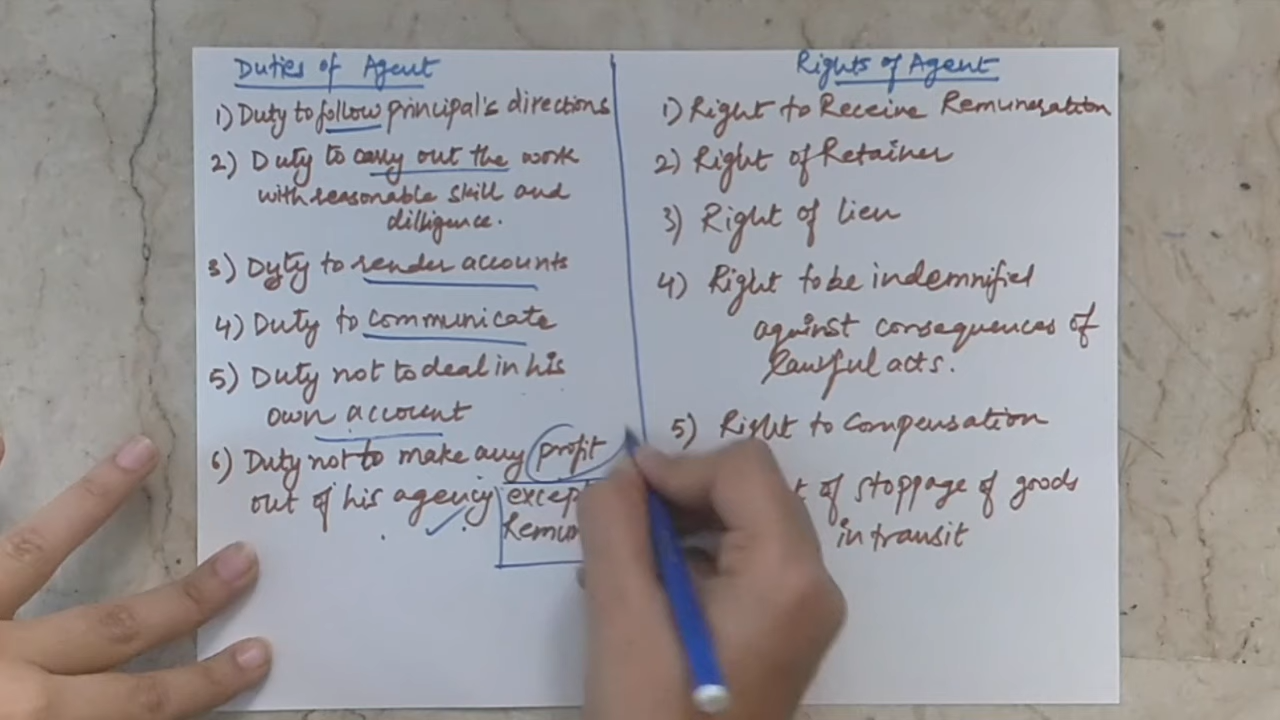 Duties of Agent
1) Duty to follow principal's directions
2) Duty to carry out the work
with reasonable skill and
dilligence.
3) Dyty to render accounts
4) Duty to communicate
5) Duty not to deal in his
own account
6) Duty not to make any profit
out of his agency except
Rights of Agent
1) Right to Receive Remuneration
2) Right of Retainer
3) Right of lien
4) Right to be indemnified
against consequences of
lawful acts.
5) Right to Compensation
of stoppage of goods
in transit